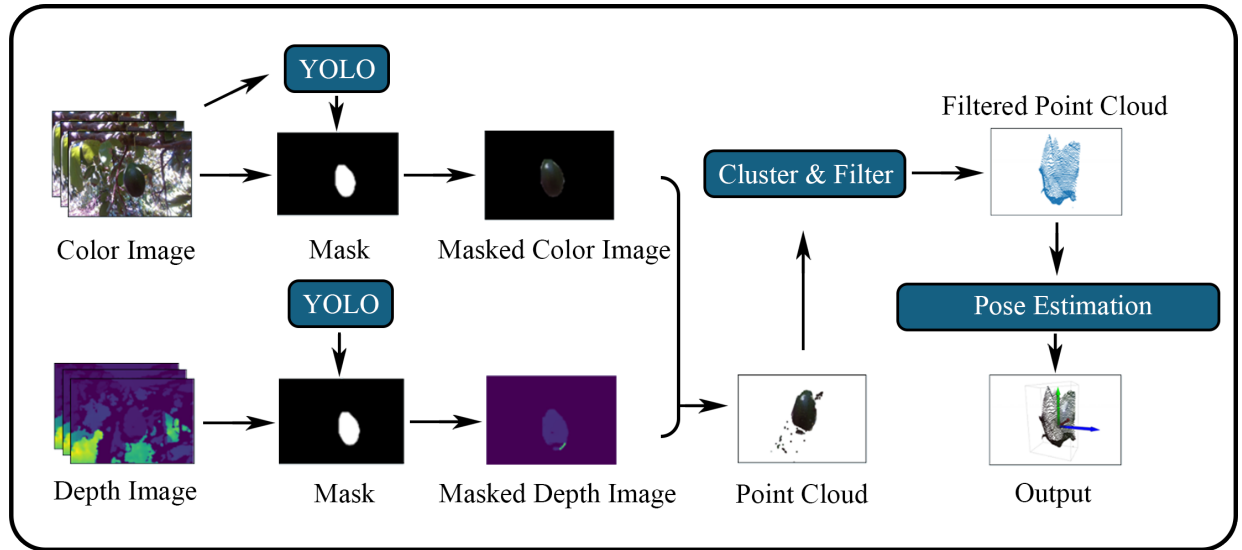 YOLO
Color Image
Mask
Masked Color Image
YOLO
Depth Image
Mask
Masked Depth Image
Point Cloud
Cluster & Filter
Filtered Point Cloud
Pose Estimation
Output